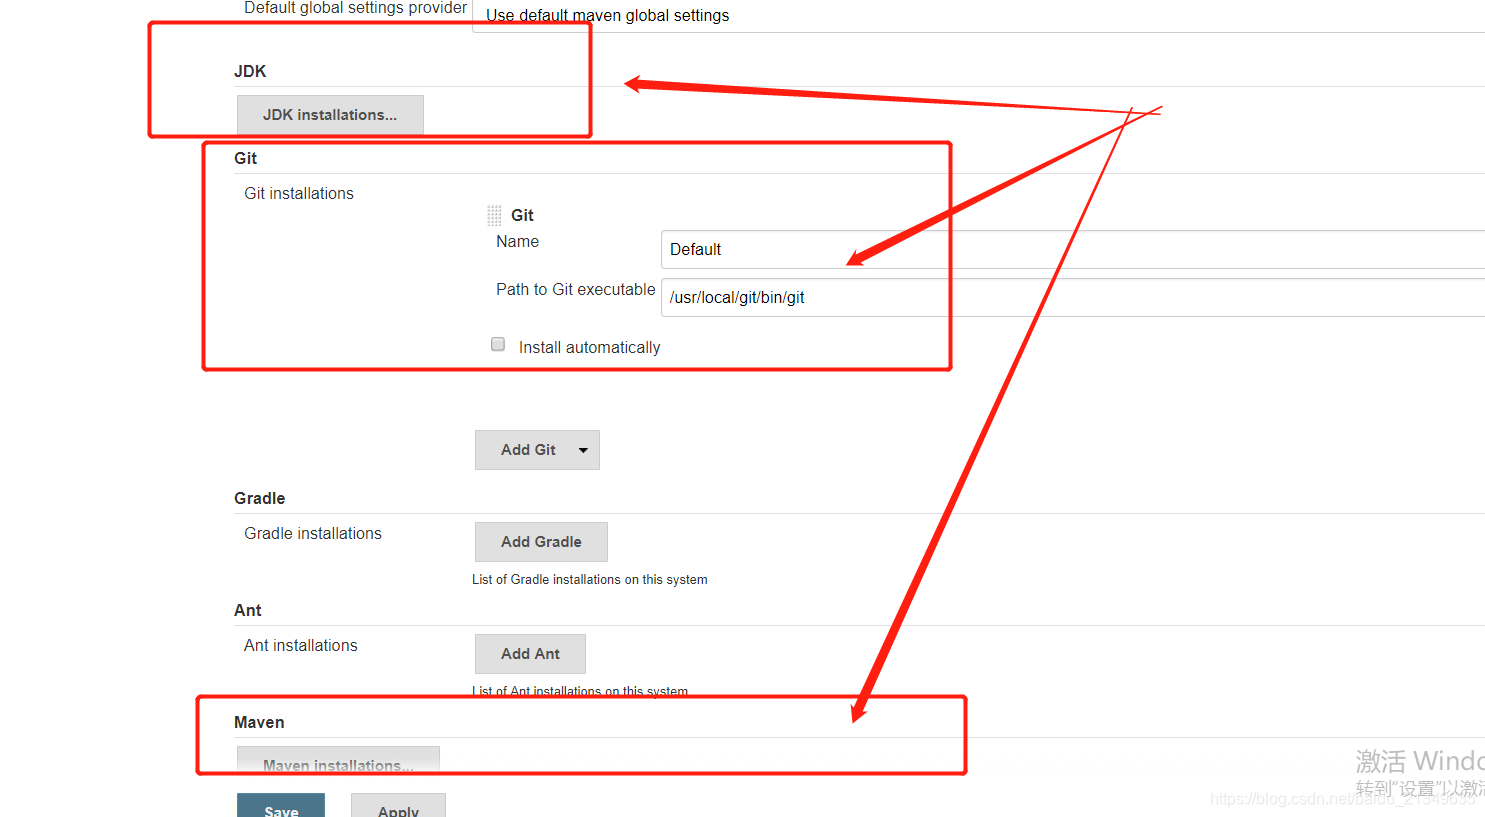 Default global settings provider
Use default maven global settings
JDK
JDK installations...
Git
Git installations
Git
Name
Default
Path to Git executable
/usr/local/git/bin/git
Install automatically
Add Git
Gradle
Gradle installations
Add Gradle
List of Gradle installations on this system
Ant
Ant installations
Add Ant
List of Ant installations on this system
Maven
Maven installations...
激活 Windo
转到"设置"以激活
https://blog.csdn.net/baidu_21349635
Save
Apply